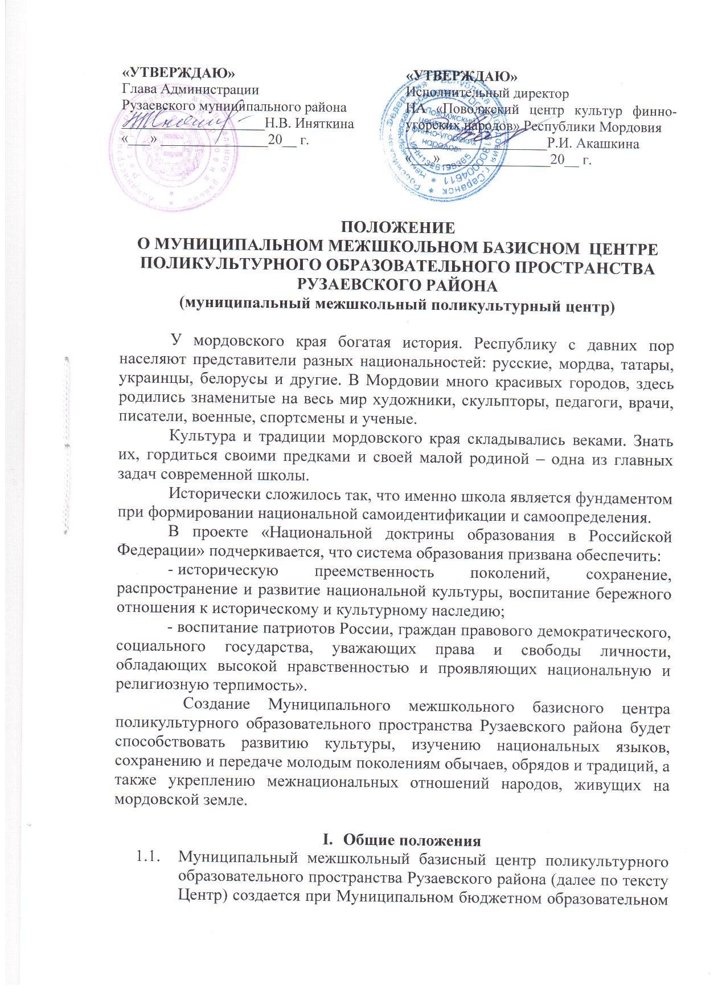 «УТВЕРЖДАЮ»
Глава Администрации
Рузаевского муниципального района
____________________Н.В. Иняткина
«___» _______________20__ г.
«УТВЕРЖДАЮ»
Исполнительный директор
НА «Поволжский центр культур финно-
угорских народов» Республики Мордовия
____________________Р.И. Акашкина
«___» _______________20__ г.
ПОЛОЖЕНИЕ
О МУНИЦИПАЛЬНОМ МЕЖШКОЛЬНОМ БАЗИСНОМ ЦЕНТРЕ
ПОЛИКУЛЬТУРНОГО ОБРАЗОВАТЕЛЬНОГО ПРОСТРАНСТВА
РУЗАЕВСКОГО РАЙОНА
(муниципальный межшкольный поликультурный центр)
У мордовского края богатая история. Республику с давних пор
населяют представители разных национальностей: русские, мордва, татары,
украинцы, белорусы и другие. В Мордовии много красивых городов, здесь
родились знаменитые на весь мир художники, скульпторы, педагоги, врачи,
писатели, военные, спортсмены и ученые.
Культура и традиции мордовского края складывались веками. Знать
их, гордиться своими предками и своей малой родиной – одна из главных
задач современной школы.
Исторически сложилось так, что именно школа является фундаментом
при формировании национальной самоидентификации и самоопределения.
В проекте «Национальной доктрины образования в Российской
Федерации» подчеркивается, что система образования призвана обеспечить:
- историческую преемственность поколений, сохранение,
распространение и развитие национальной культуры, воспитание бережного
отношения к историческому и культурному наследию;
- воспитание патриотов России, граждан правового демократического,
социального государства, уважающих права и свободы личности,
обладающих высокой нравственностью и проявляющих национальную и
религиозную терпимость».
Создание Муниципального межшкольного базисного центра
поликультурного образовательного пространства Рузаевского района будет
способствовать развитию культуры, изучению национальных языков,
сохранению и передаче молодым поколениям обычаев, обрядов и традиций, а
также укреплению межнациональных отношений народов, живущих на
мордовской земле.
I. Общие положения
1.1. Муниципальный межшкольный базисный центр поликультурного
образовательного пространства Рузаевского района (далее по тексту
Центр) создается при Муниципальном бюджетном образовательном